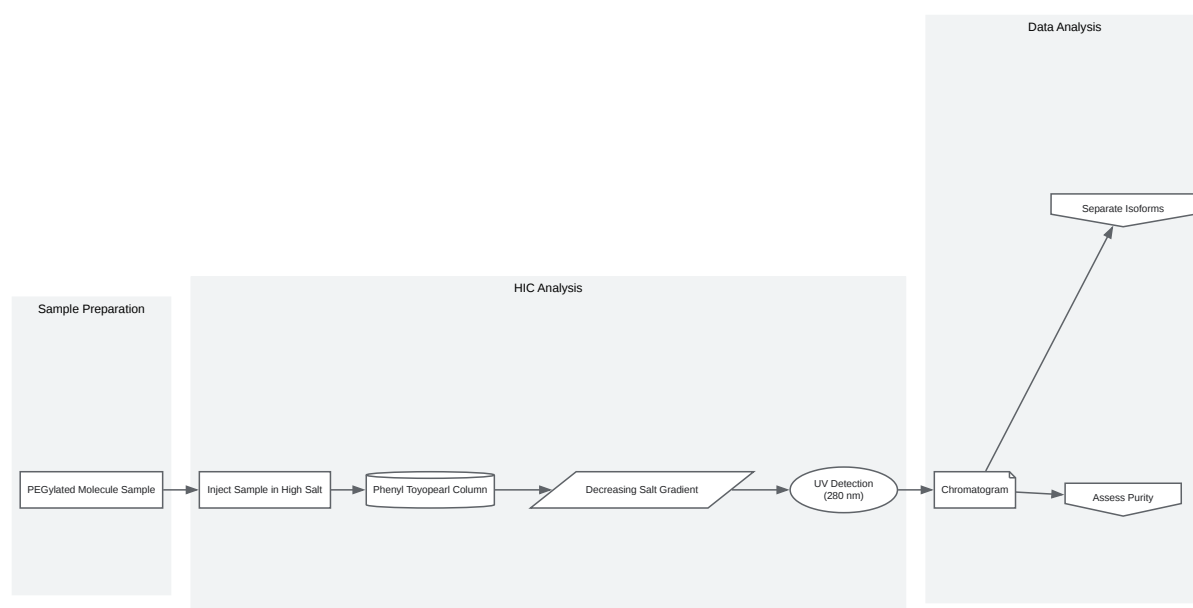 Data Analysis
Separate Isoforms
HIC Analysis
Sample Preparation
PEGylated Molecule Sample
Inject Sample in High Salt
Phenyl Toyopearl Column
Decreasing Salt Gradient
UV Detection
(280 nm)
Chromatogram
Assess Purity